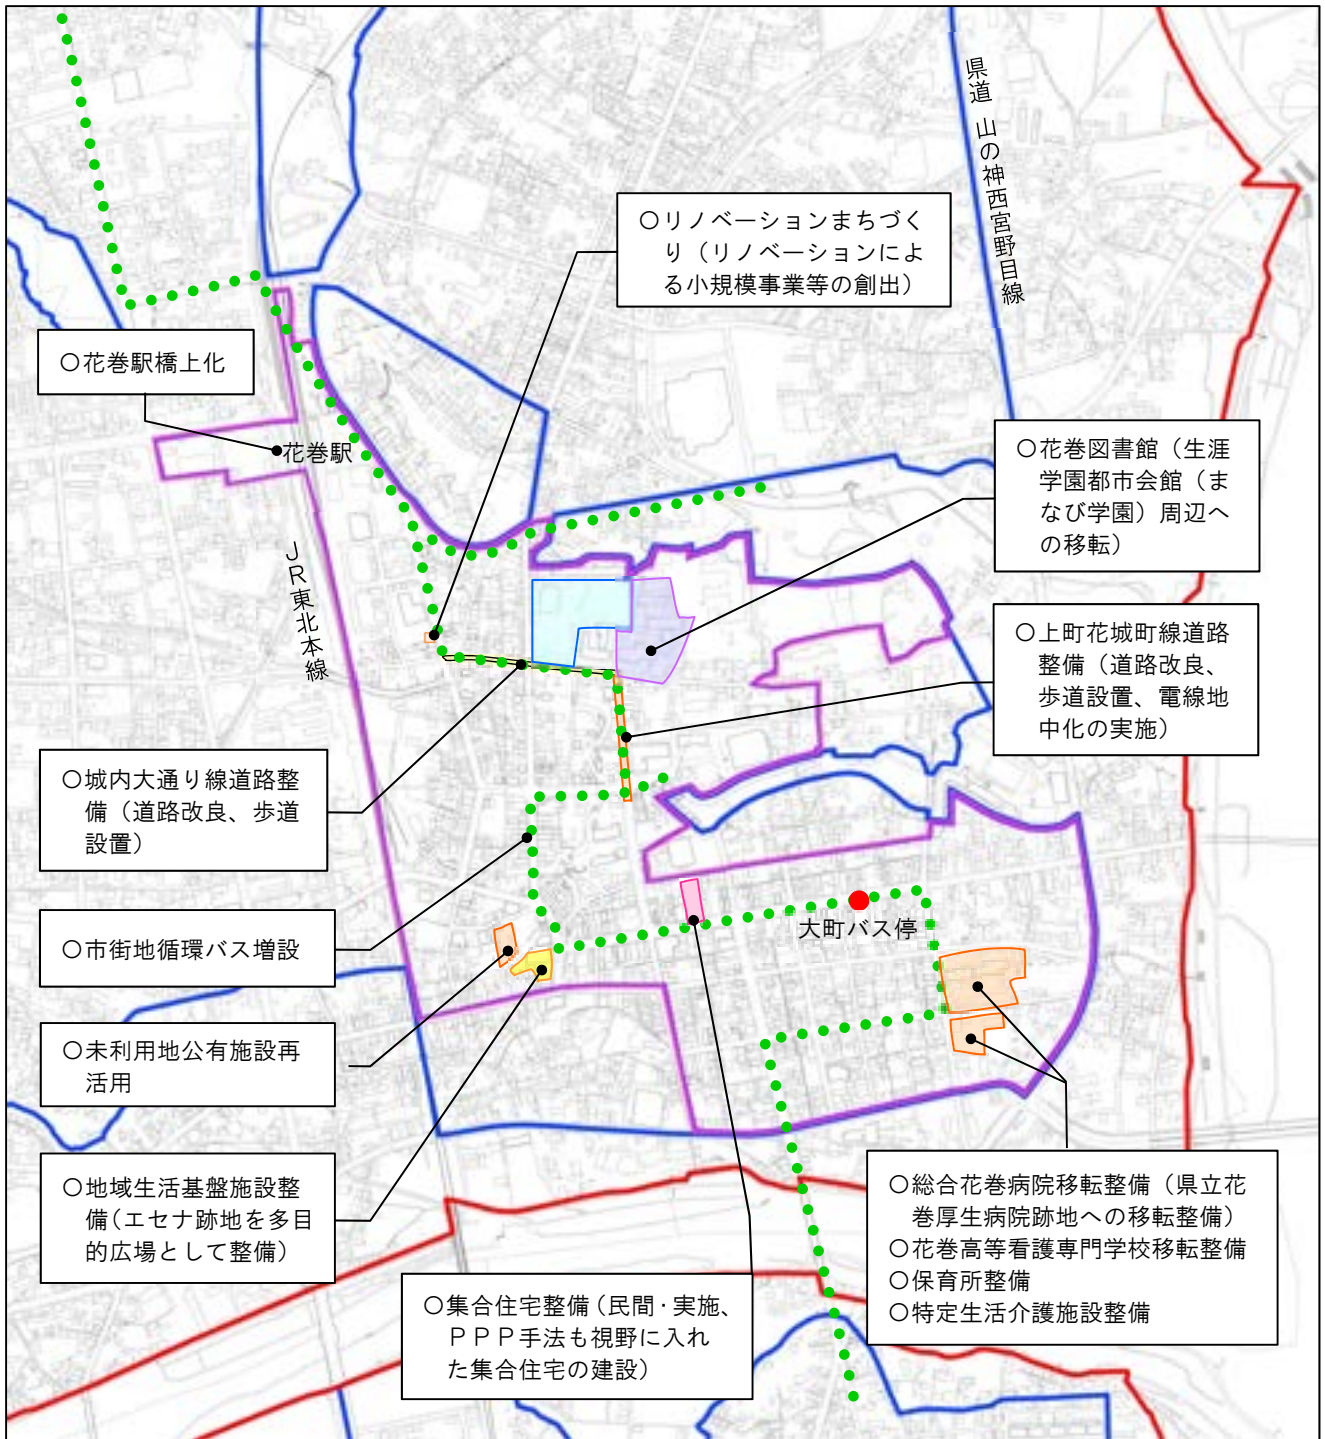 県道 山の神西宮野目線
○リノベーションまちづく
り（リノベーションによ
る小規模事業等の創出）
○花巻駅橋上化
花巻駅
○花巻図書館（生涯
学園都市会館（ま
なび学園）周辺へ
の移転）
JR東北本線
○上町花城町線道路
整備（道路改良、
歩道設置、電線地
中化の実施）
○城内大通り線道路整
備（道路改良、歩道
設置）
○市街地循環バス増設
大町バス停
○未利用地公有施設再
活用
○地域生活基盤施設整
備（エセナ跡地を多目
的広場として整備）
○集合住宅整備（民間・実施、
ＰＰＰ手法も視野に入れ
た集合住宅の建設）
○総合花巻病院移転整備（県立花
巻厚生病院跡地への移転整備）
○花巻高等看護専門学校移転整備
○保育所整備
○特定生活介護施設整備